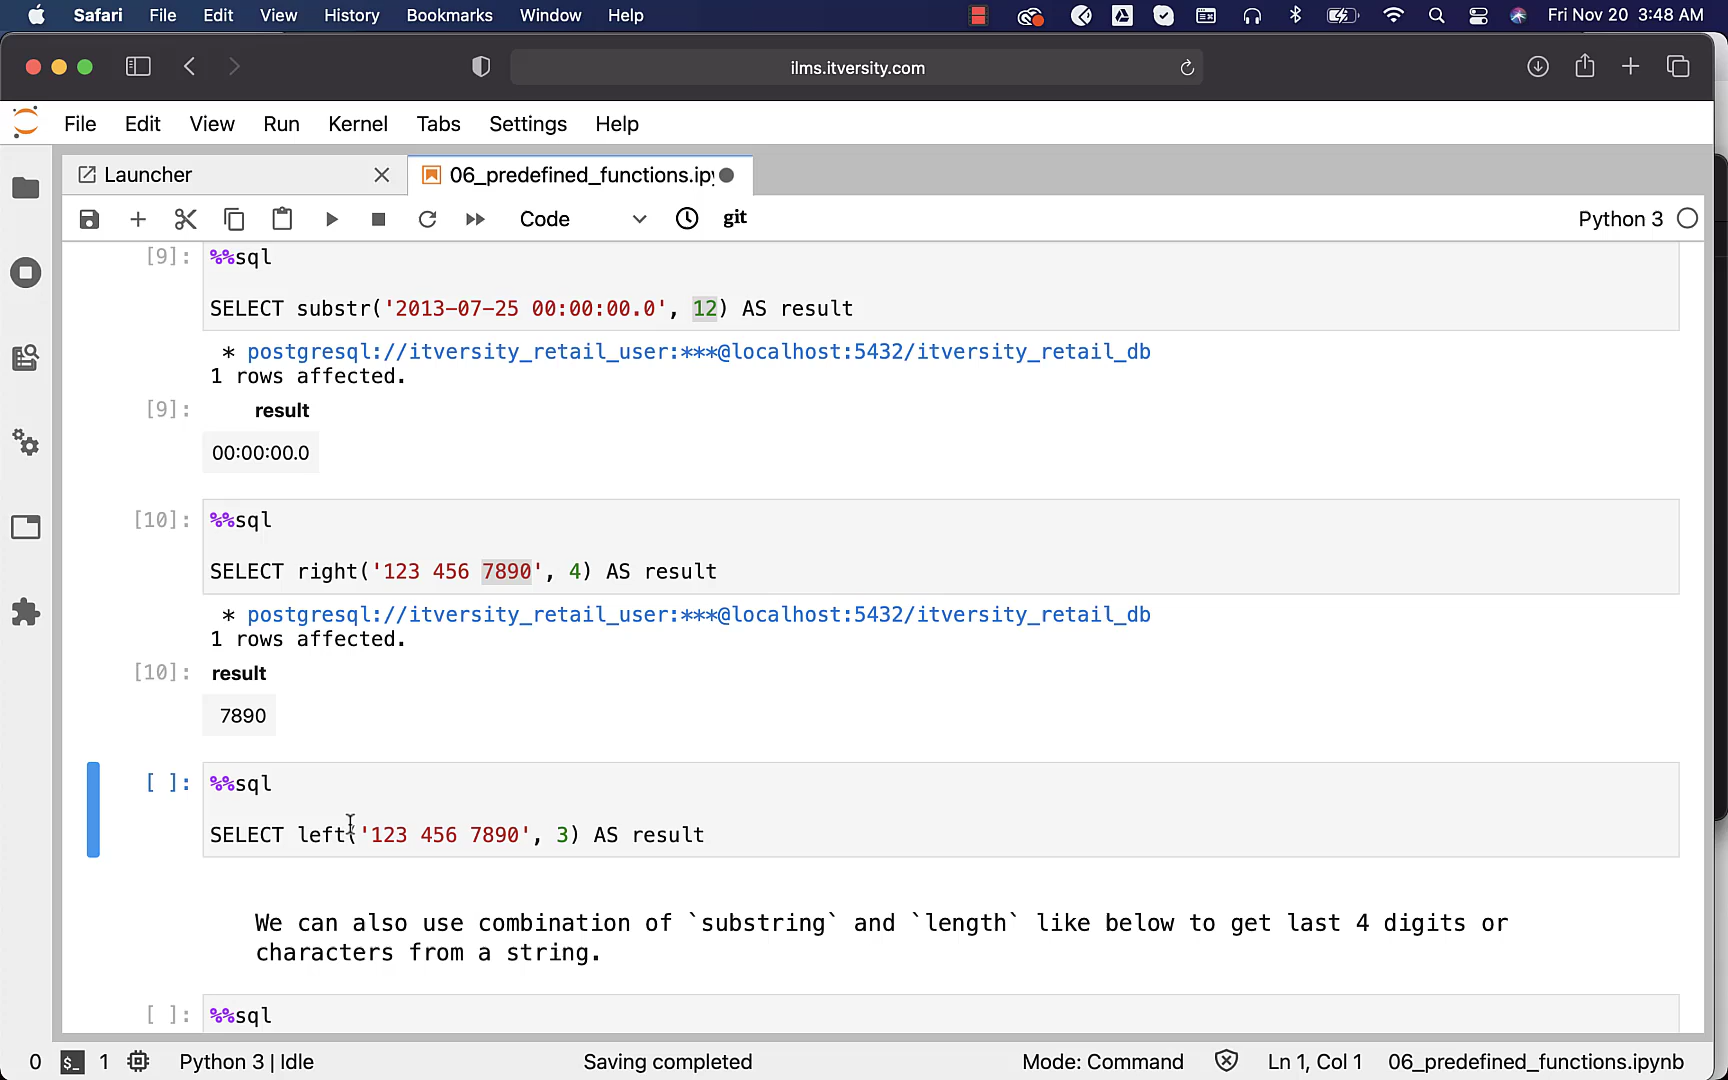 Safari File Edit View History Bookmarks Window Help Fri Nov 20 3:48 AM
ilms.itversity.com
File Edit View Run Kernel Tabs Settings Help
Launcher 06_predefined_functions.ipy
Code git Python 3
[9]: %%sql
SELECT substr('2013-07-25 00:00:00.0', 12) AS result
* postgresql://itversity_retail_user:***@localhost:5432/itversity_retail_db
1 rows affected.
[9]: result
00:00:00.0
[10]: %%sql
SELECT right('123 456 7890', 4) AS result
* postgresql://itversity_retail_user:***@localhost:5432/itversity_retail_db
1 rows affected.
[10]: result
7890
[ ]: %%sql
SELECT left('123 456 7890', 3) AS result
We can also use combination of `substring` and `length` like below to get last 4 digits or
characters from a string.
[ ]: %%sql
0 $_ 1 Python 3 | Idle Saving completed Mode: Command Ln 1, Col 1 06_predefined_functions.ipynb